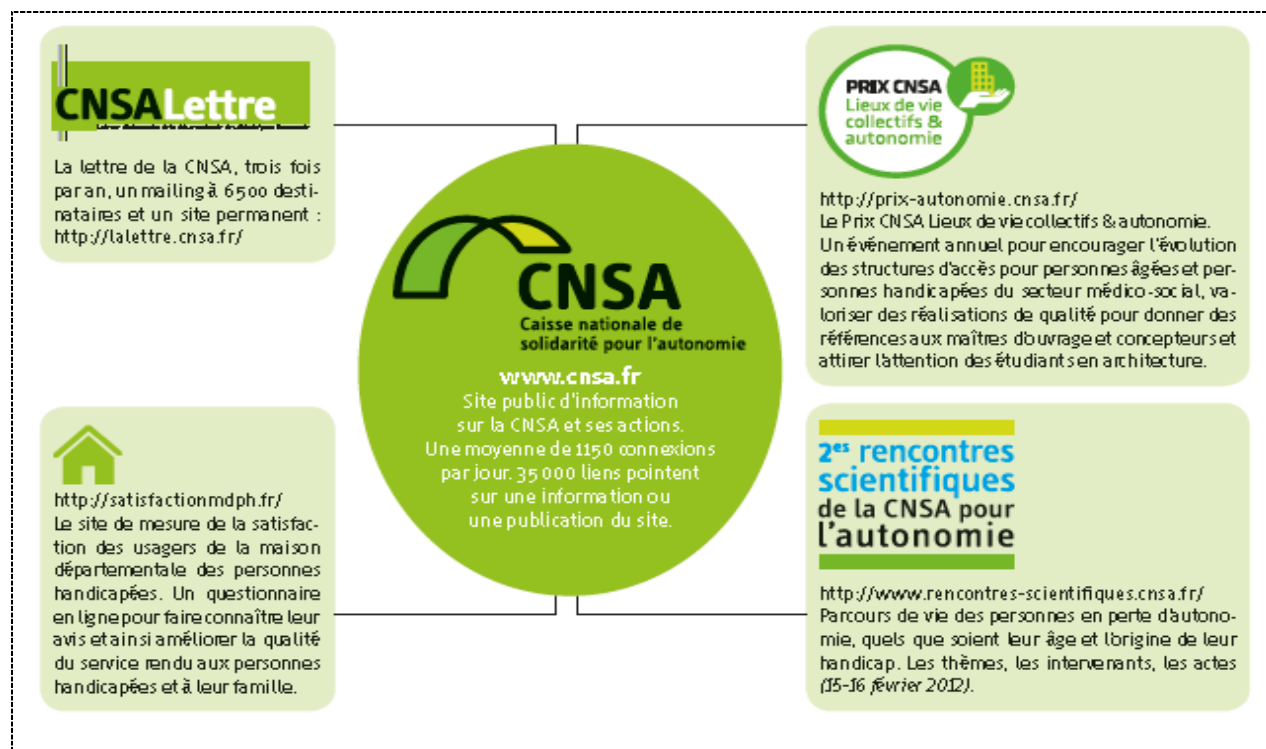 CNSALettre
La lettre de la CNSA, trois fois
par an, un mailing à 6500 desti-
nataires et un site permanent :
http://lalettre.cnsa.fr/
PRIX CNSA
Lieux de vie
collectifs &
autonomie
http://prix-autonomie.cnsa.fr/
Le Prix CNSA Lieux de vie collectifs & autonomie.
Un événement annuel pour encourager l'évolution
des structures d'accès pour personnes âgées et per-
sonnes handicapées du secteur médico-social, va-
loriser des réalisations de qualité pour donner des
références aux maîtres d'ouvrage et concepteurs et
attirer l'attention des étudiants en architecture.
CNSA
Caisse nationale de
solidarité pour l'autonomie
www.cnsa.fr
Site public d'information
sur la CNSA et ses actions.
Une moyenne de 1150 connexions
par jour. 35 000 liens pointent
sur une information ou
une publication du site.
http://satisfactionmdph.fr/
Le site de mesure de la satisfac-
tion des usagers de la maison
départementale des personnes
handicapées. Un questionnaire
en ligne pour faire connaître leur
avis et ainsi améliorer la qualité
du service rendu aux personnes
handicapées et à leur famille.
2es rencontres
scientifiques
de la CNSA pour
l'autonomie
http://www.rencontres-scientifiques.cnsa.fr/
Parcours de vie des personnes en perte d'autono-
mie, quels que soient leur âge et l'origine de leur
handicap. Les thèmes, les intervenants, les actes
(15-16 février 2012).